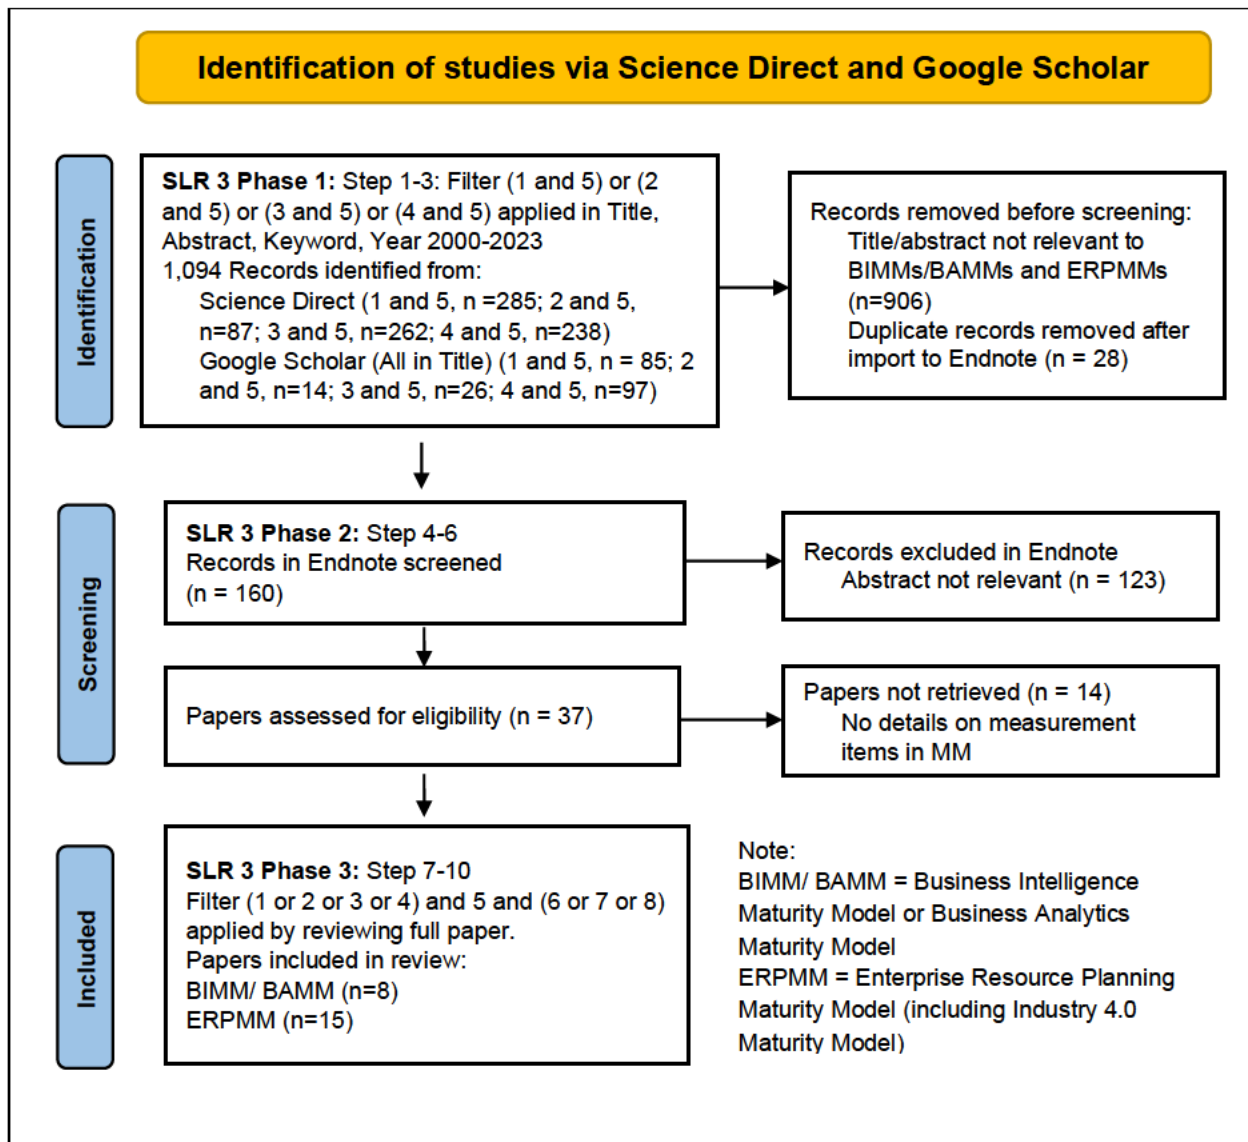 Identification of studies via Science Direct and Google Scholar
Identification
SLR 3 Phase 1: Step 1-3: Filter (1 and 5) or (2
and 5) or (3 and 5) or (4 and 5) applied in Title,
Abstract, Keyword, Year 2000-2023
1,094 Records identified from:
Science Direct (1 and 5, n =285; 2 and 5,
n=87; 3 and 5, n=262; 4 and 5, n=238)
Google Scholar (All in Title) (1 and 5, n = 85; 2
and 5, n=14; 3 and 5, n=26; 4 and 5, n=97)
Records removed before screening:
Title/abstract not relevant to
BIMMs/BAMMs and ERPMMs
(n=906)
Duplicate records removed after
import to Endnote (n = 28)
Screening
SLR 3 Phase 2: Step 4-6
Records in Endnote screened
(n = 160)
Records excluded in Endnote
Abstract not relevant (n = 123)
Papers assessed for eligibility (n = 37)
Papers not retrieved (n = 14)
No details on measurement
items in MM
Included
SLR 3 Phase 3: Step 7-10
Filter (1 or 2 or 3 or 4) and 5 and (6 or 7 or 8)
applied by reviewing full paper.
Papers included in review:
BIMM/ BAMM (n=8)
ERPMM (n=15)
Note:
BIMM/ BAMM = Business Intelligence
Maturity Model or Business Analytics
Maturity Model
ERPMM = Enterprise Resource Planning
Maturity Model (including Industry 4.0
Maturity Model)